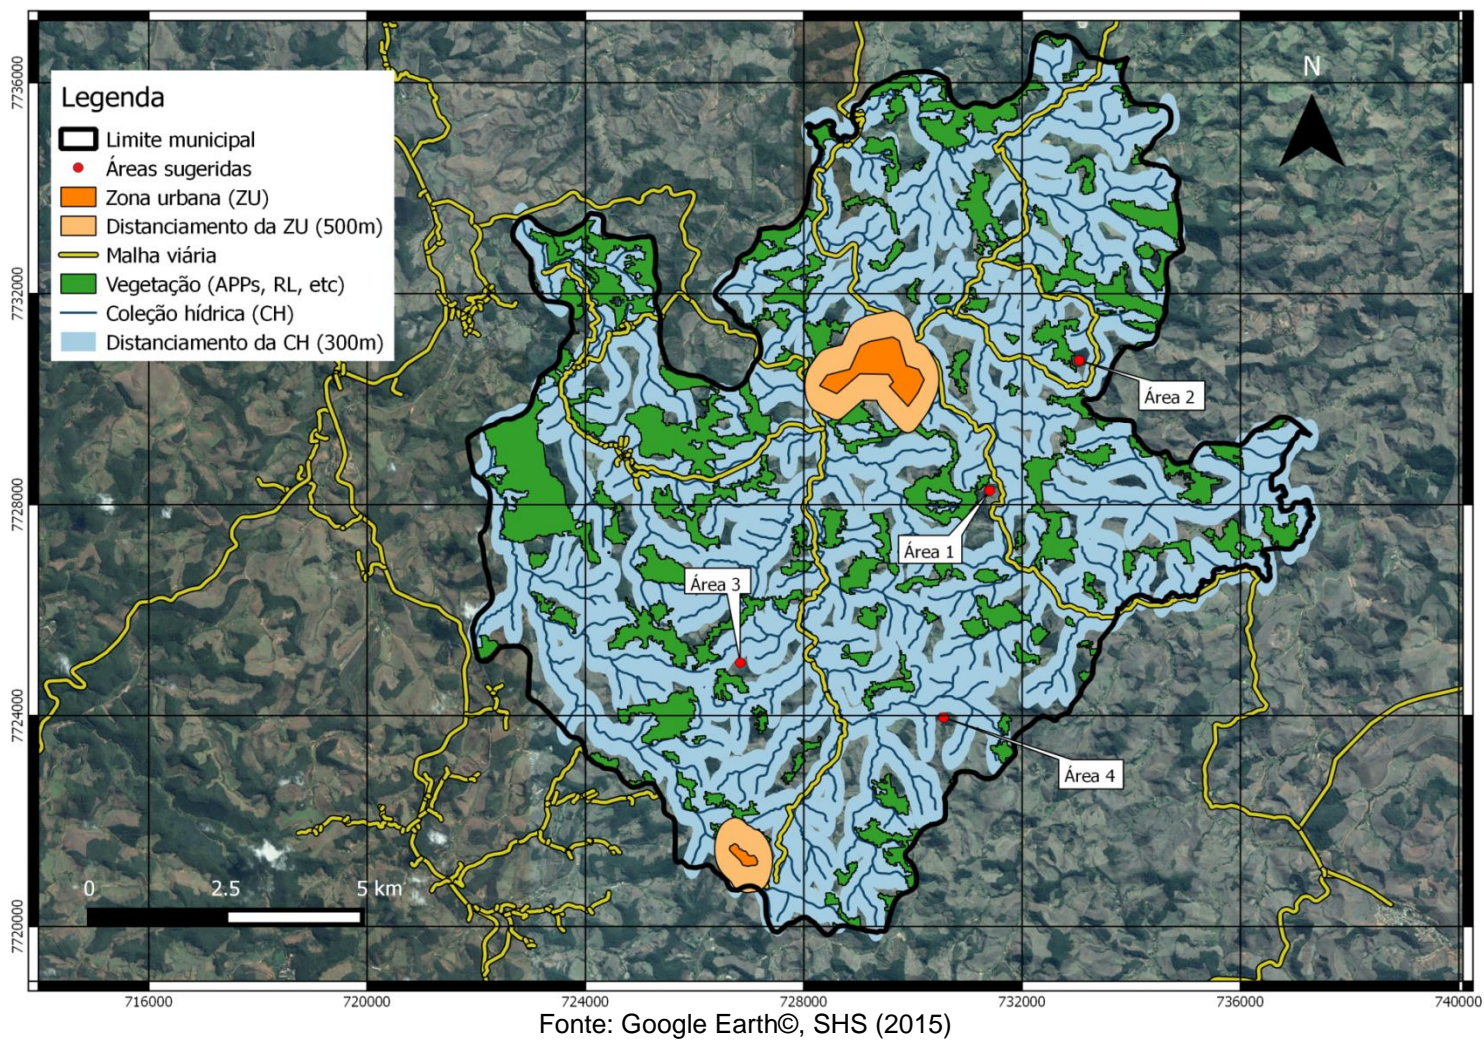 7736000
7732000
7728000
7724000
7720000
Legenda
Limite municipal
Áreas sugeridas
Zona urbana (ZU)
Distanciamento da ZU (500m)
Malha viária
Vegetação (APPs, RL, etc)
Coleção hídrica (CH)
Distanciamento da CH (300m)
N
Área 2
Área 1
Área 3
Área 4
0 2.5 5 km
716000 720000 724000 728000 732000 736000 740000
Fonte: Google Earth©, SHS (2015)